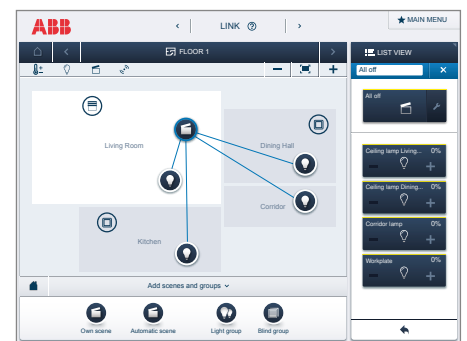 ABB
‹ LINK ? ›
★ MAIN MENU
FLOOR 1
LIST VIEW
All off
All off
Living Room
Dining Hall
Corridor
Kitchen
Ceiling lamp Living... 0%
Ceiling lamp Dining... 0%
Corridor lamp 0%
Workplate 0%
Add scenes and groups
Own scene
Automatic scene
Light group
Blind group